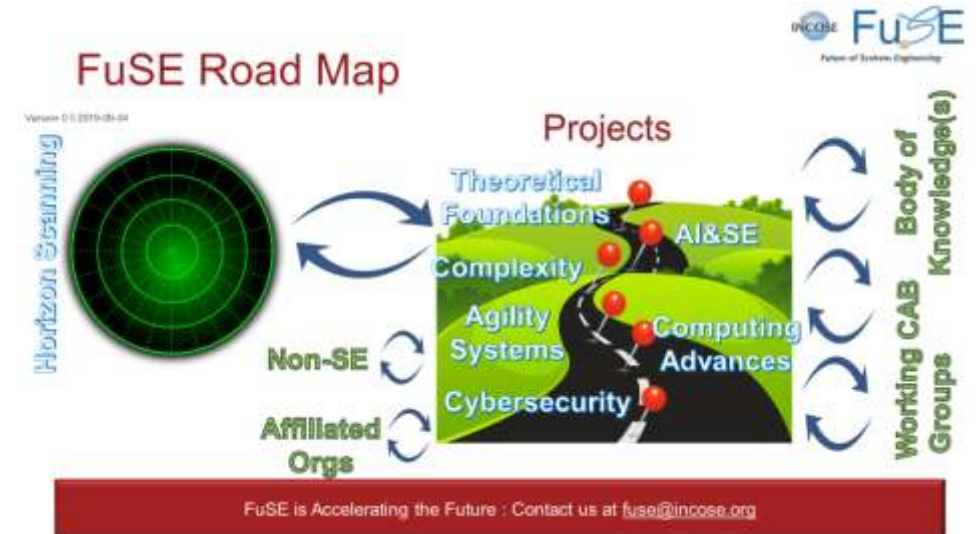 INCOSE FuSE
Future of Systems Engineering
FuSE Road Map
Projects
Horizon Scanning
Theoretical
Foundations
AI&SE
Complexity
Agility
Systems
Computing
Advances
Cybersecurity
Non-SE
Affiliated
Orgs
Body of
Knowledge(s)
Working CAB
Groups
FuSE is Accelerating the Future : Contact us at fuse@incose.org